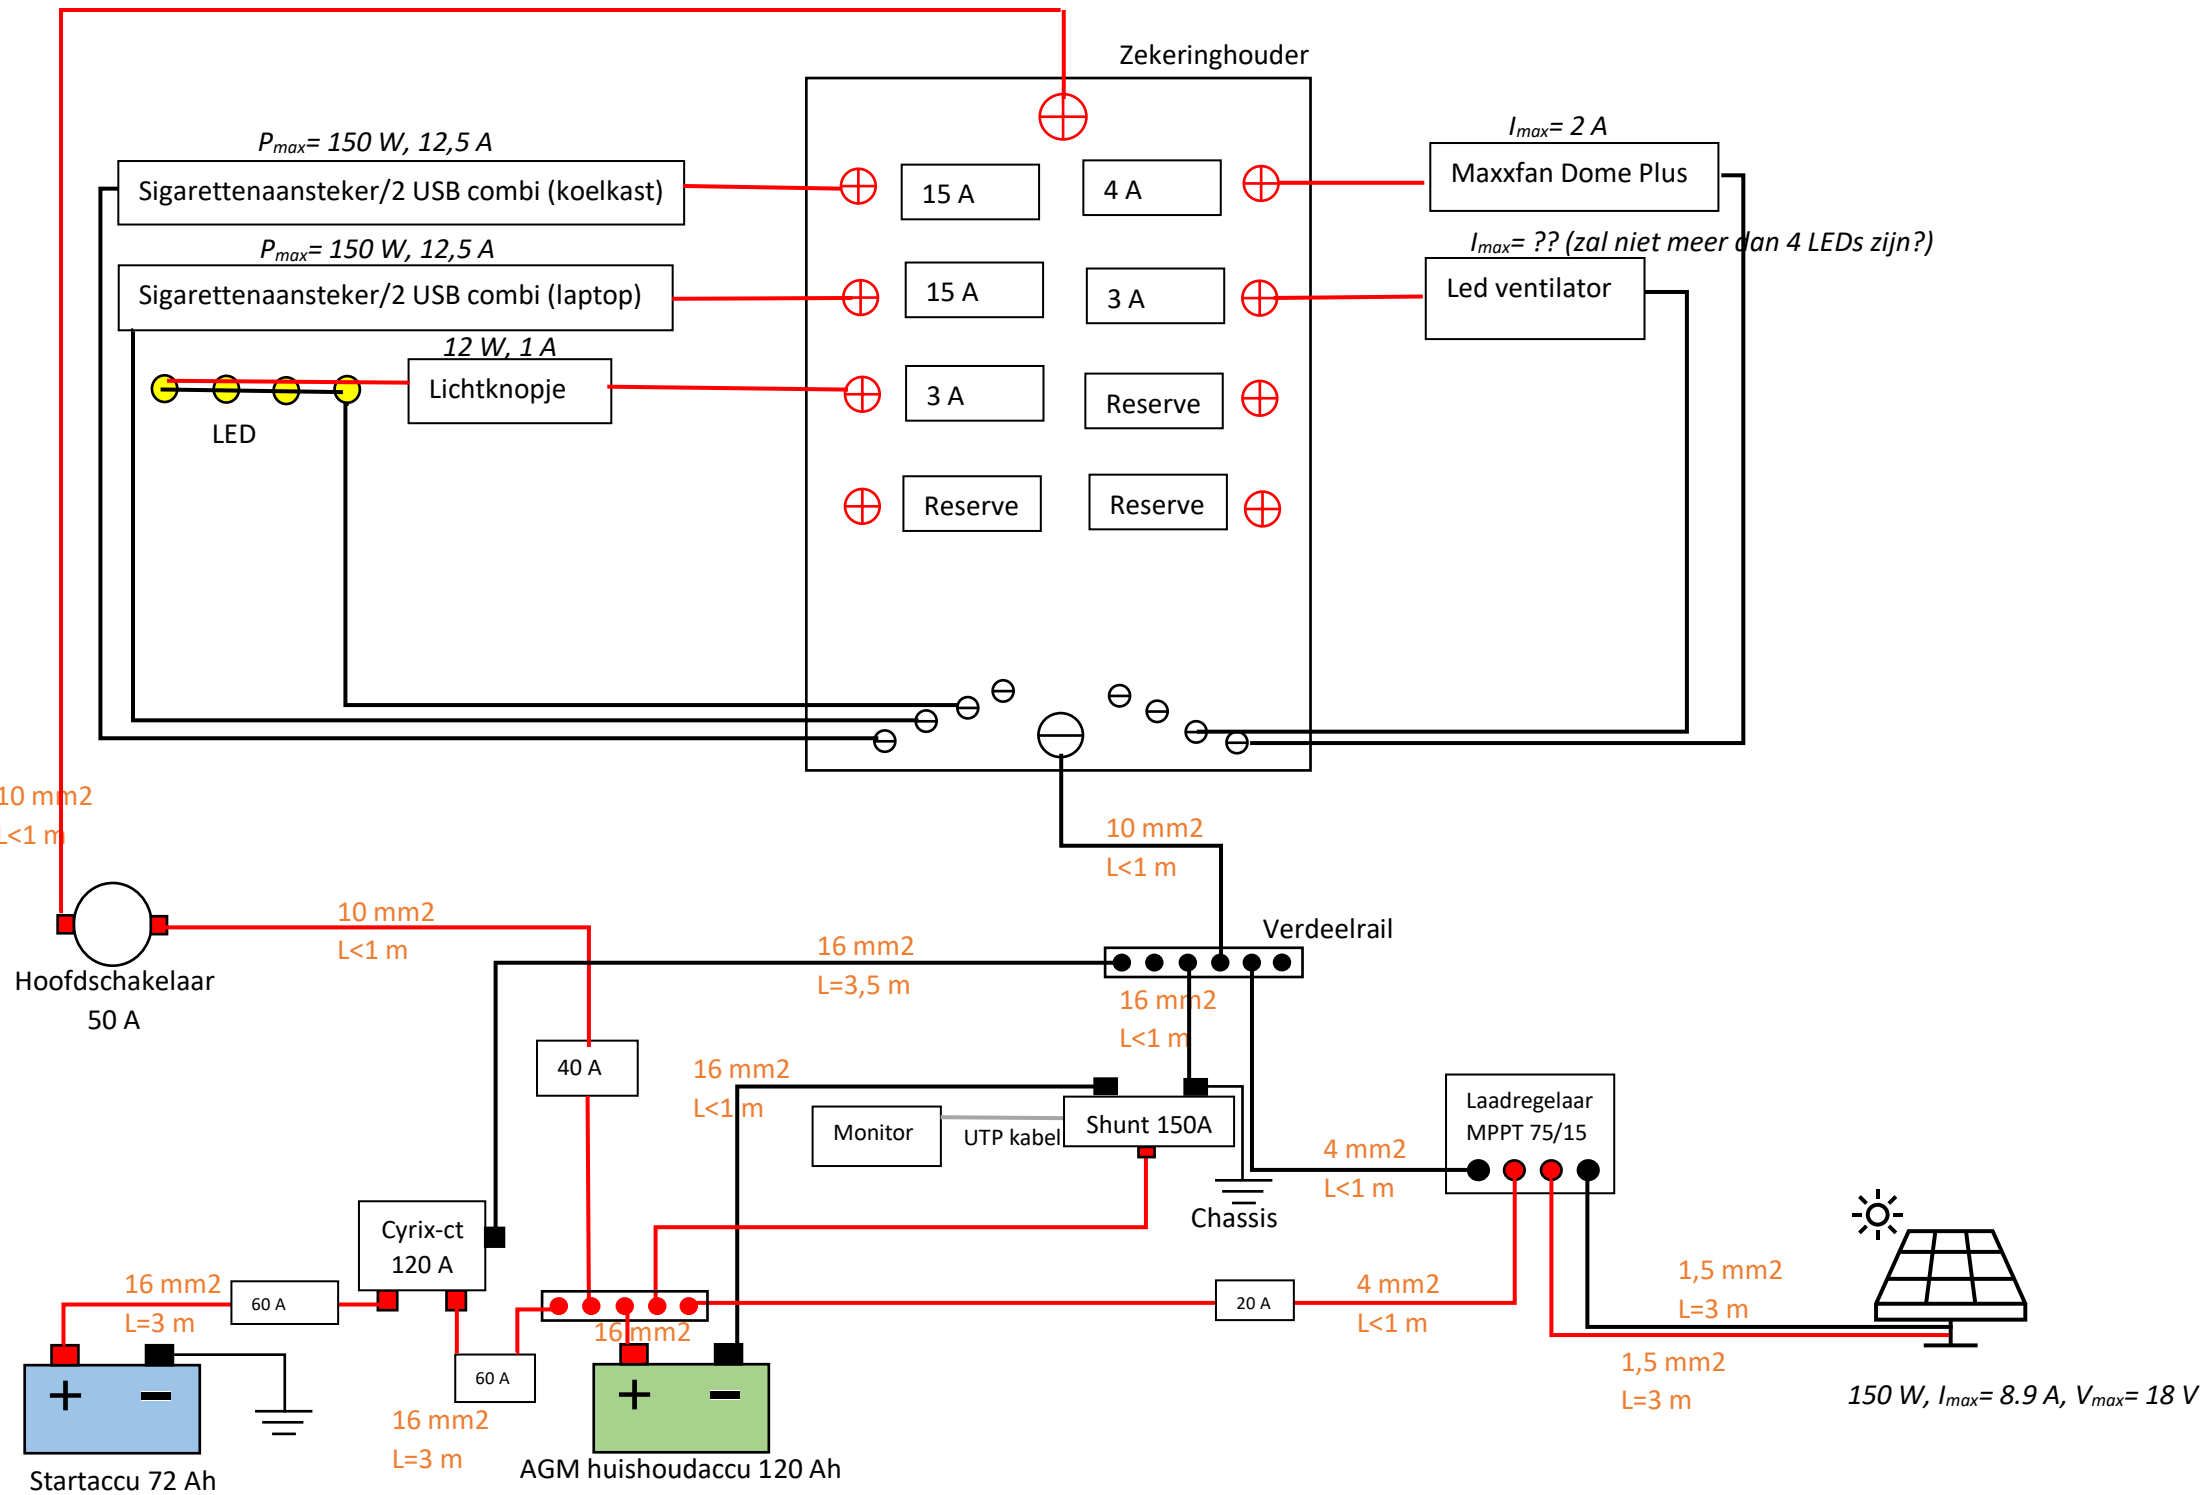 Zekeringhouder
Pmax= 150 W, 12,5 A
Sigarettenaansteker/2 USB combi (koelkast)
15 A
4 A
Imax= 2 A
Maxxfan Dome Plus
Pmax= 150 W, 12,5 A
Sigarettenaansteker/2 USB combi (laptop)
15 A
3 A
Imax= ?? (zal niet meer dan 4 LEDs zijn?)
Led ventilator
12 W, 1 A
Lichtknopje
LED
3 A
Reserve
Reserve
Reserve
10 mm2
L<1 m
10 mm2
L<1 m
Hoofdschakelaar
50 A
10 mm2
L<1 m
16 mm2
L=3,5 m
Verdeelrail
16 mm2
L<1 m
40 A
16 mm2
L<1 m
Monitor
UTP kabel
Shunt 150A
Chassis
4 mm2
L<1 m
Laadregelaar
MPPT 75/15
Cyrix-ct
120 A
16 mm2
L=3 m
60 A
60 A
16 mm2
L=3 m
16 mm2
20 A
4 mm2
L<1 m
1,5 mm2
L=3 m
1,5 mm2
L=3 m
150 W, Imax= 8.9 A, Vmax= 18 V
+
+
Startaccu 72 Ah
AGM huishoudaccu 120 Ah